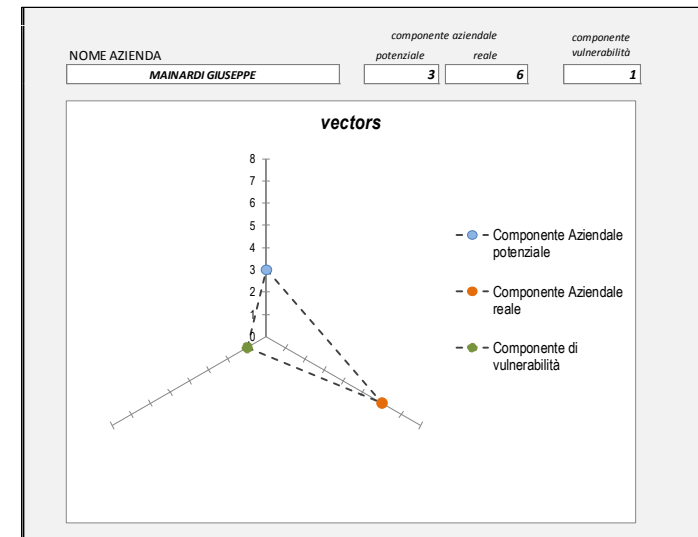 componente aziendale
componente
NOME AZIENDA
potenziale
reale
vulnerabilità
MAINARDI GIUSEPPE
3
6
1
vectors
8
7
6
5
4
3
2
1
0
Componente Aziendale
potenziale
Componente Aziendale
reale
Componente di
vulnerabilità